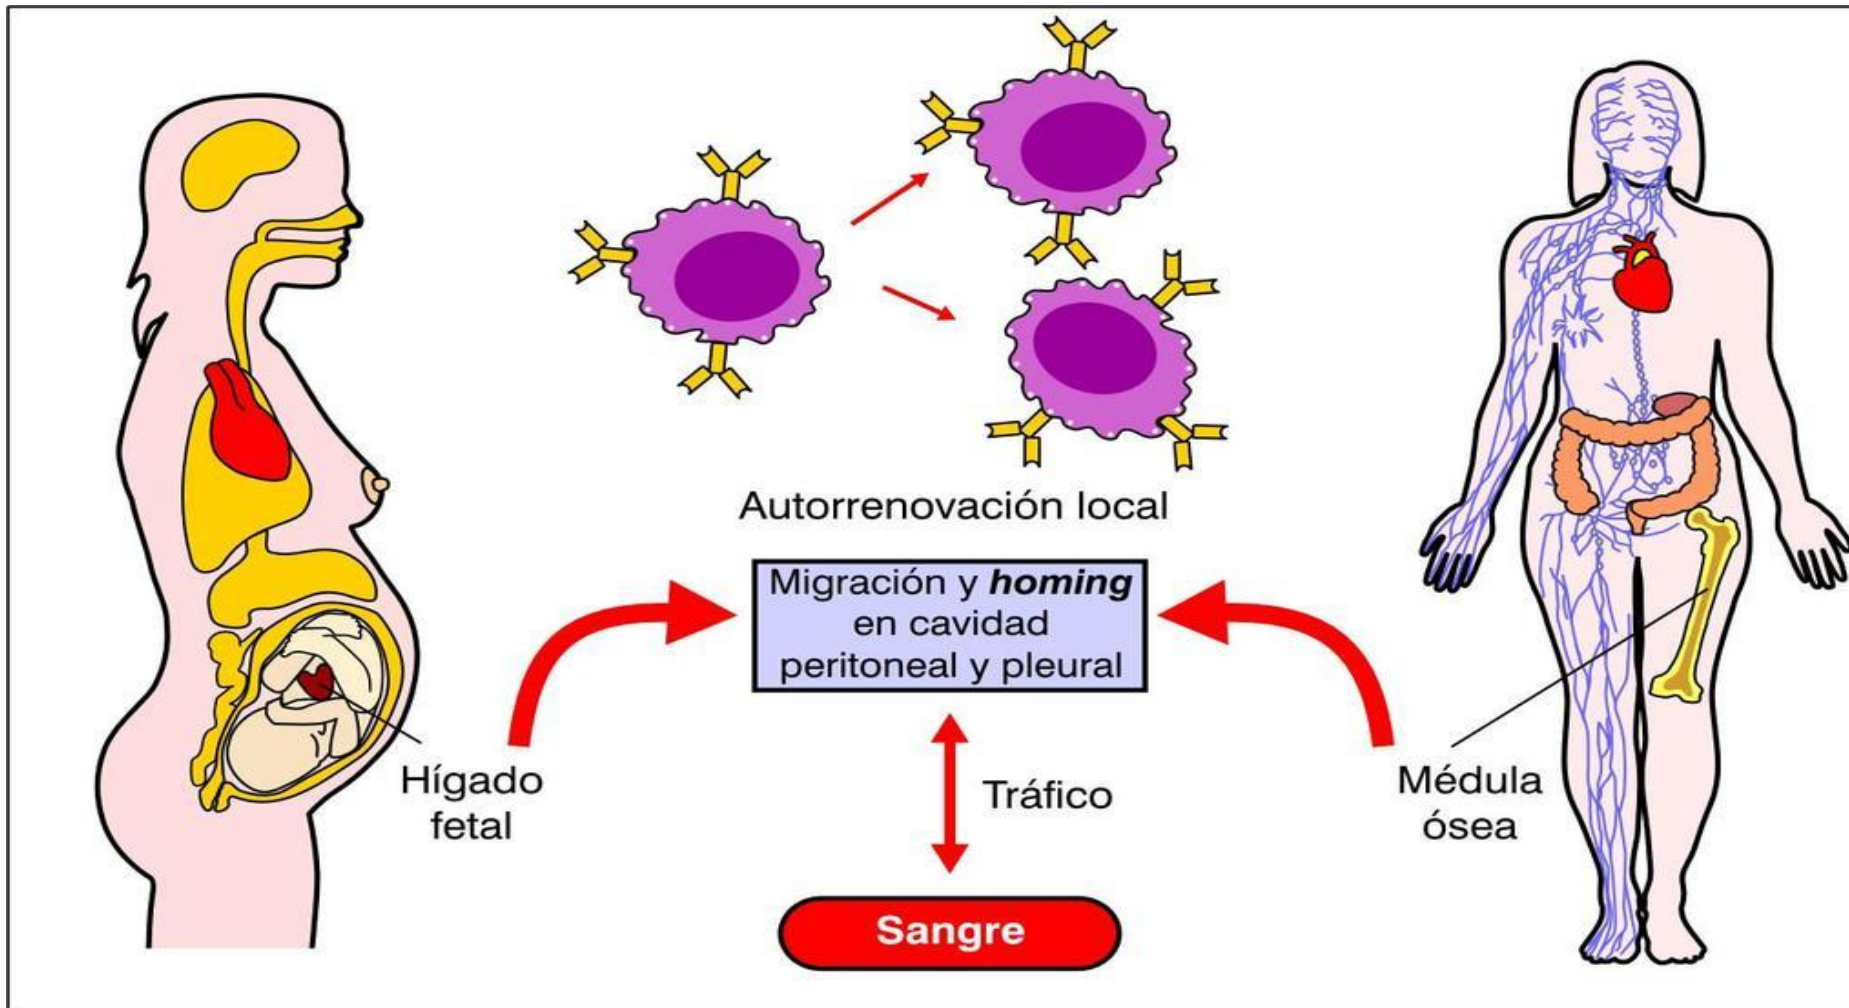 Autorrenovación local
Migración y homing
en cavidad
peritoneal y pleural
Hígado
fetal
Tráfico
Médula
ósea
Sangre